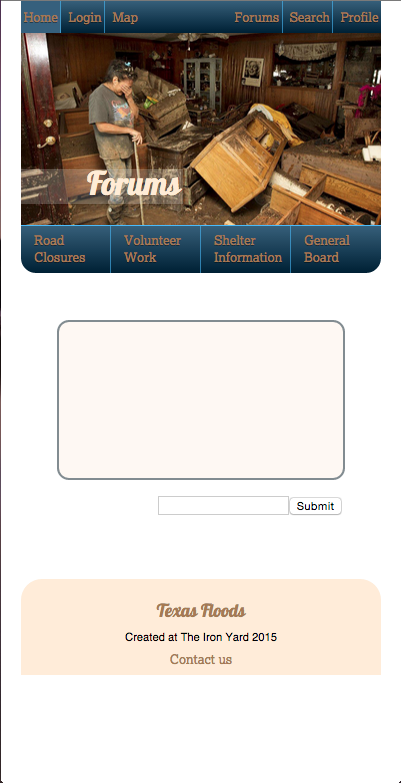 Home Login Map Forums Search Profile
Forums
Road Closures
Volunteer Work
Shelter Information
General Board
Submit
Texas Floods
Created at The Iron Yard 2015
Contact us